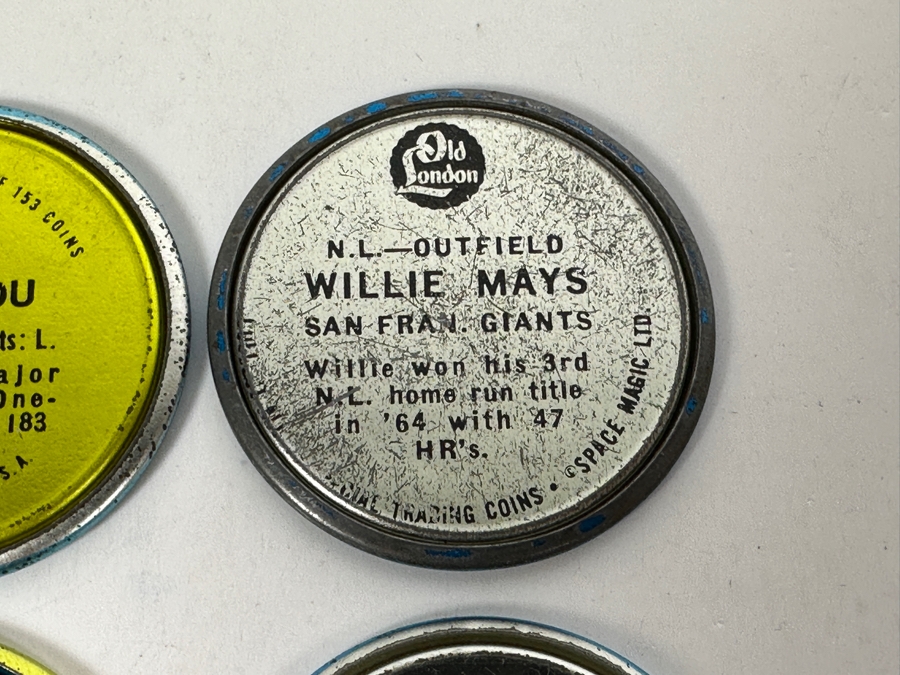 153 COINS
OU
ts: L.
ajor
One-
183
S.A.
Old
London
N.L.—OUTFIELD
WILLIE MAYS
SAN FRAN. GIANTS
Willie won his 3rd
N.L. home run title
in '64 with 47
HR's.
TRADING COINS • ©SPACE MAGIC LTD.